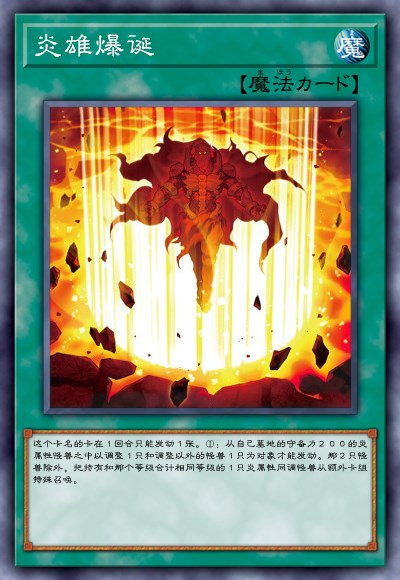 炎雄爆诞
魔
【魔法カード】
ま ほう
这个卡名的卡在1回合只能发动1张。①：从自己墓地的守备力200的炎
属性怪兽之中以调整1只和调整以外的怪兽1只为对象才能发动。那2只怪
兽除外，把持有和那个等级合计相同等级的1只炎属性同调怪兽从额外卡组
特殊召唤。